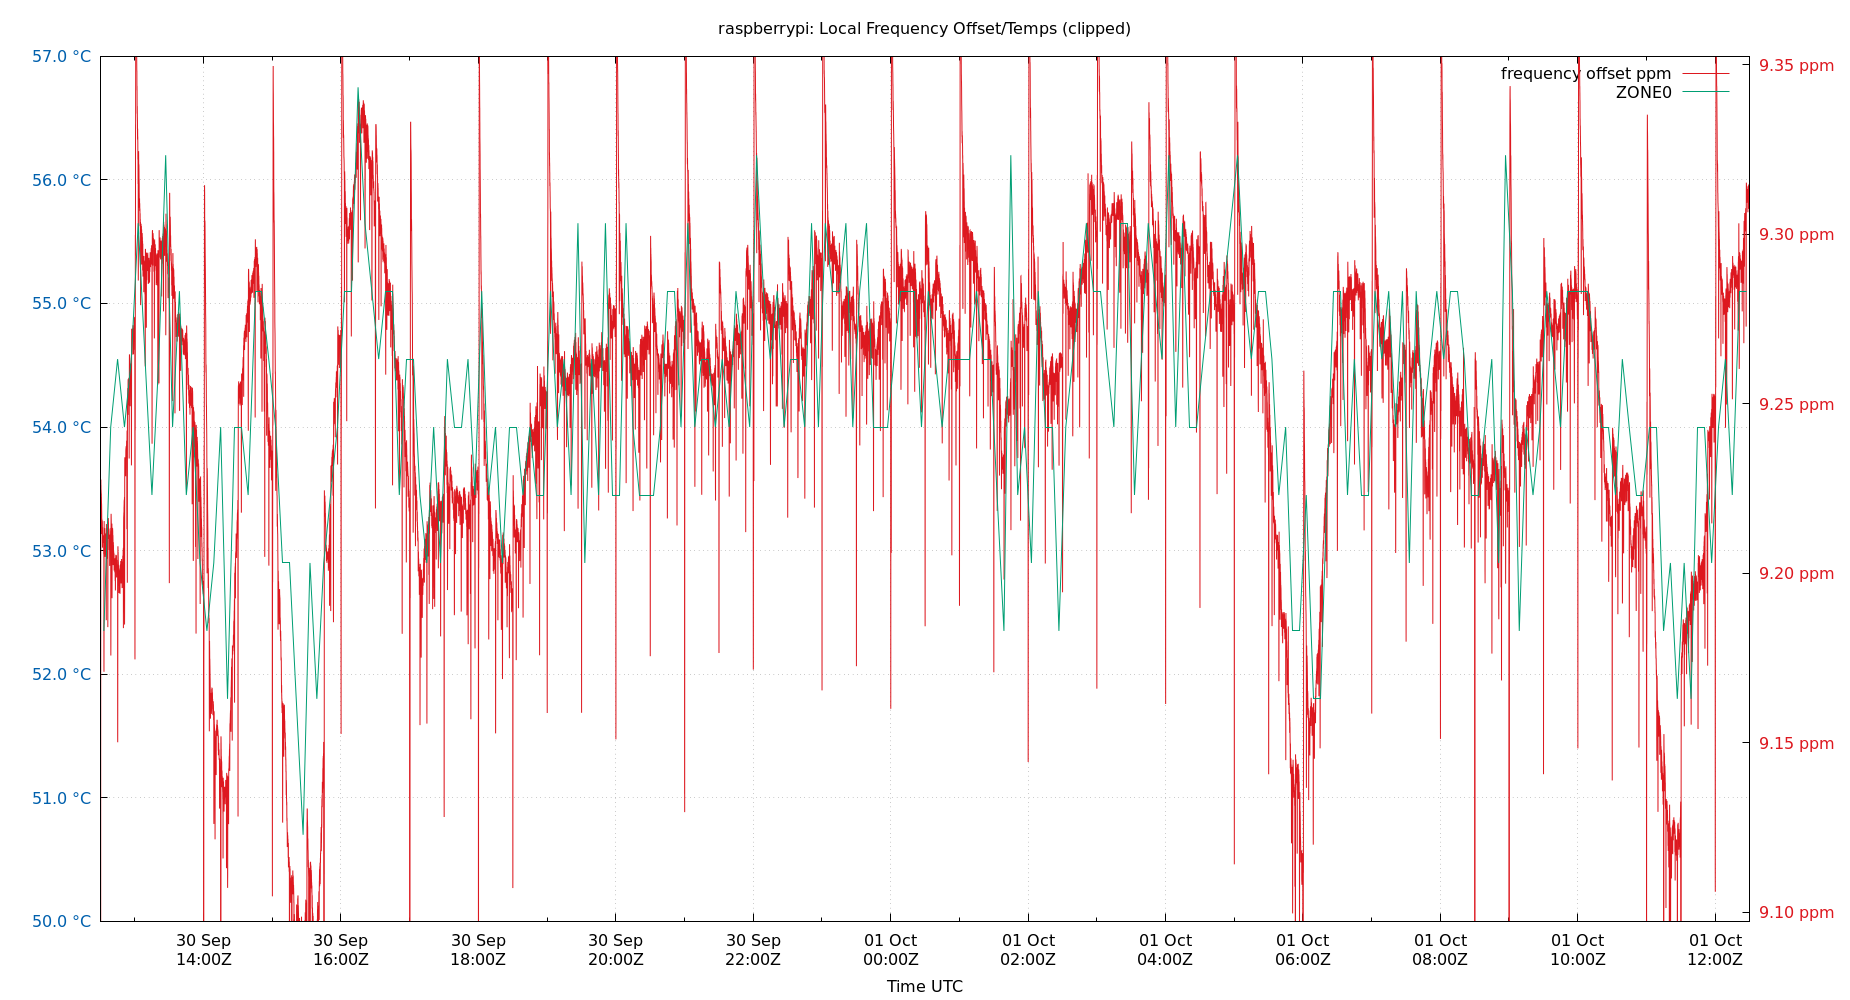 raspberrypi: Local Frequency Offset/Temps (clipped)
57.0 °C
56.0 °C
55.0 °C
54.0 °C
53.0 °C
52.0 °C
51.0 °C
50.0 °C
frequency offset ppm
ZONE0
9.35 ppm
9.30 ppm
9.25 ppm
9.20 ppm
9.15 ppm
9.10 ppm
30 Sep 30 Sep 30 Sep 30 Sep 30 Sep 01 Oct 01 Oct 01 Oct 01 Oct 01 Oct 01 Oct 01 Oct
14:00Z 16:00Z 18:00Z 20:00Z 22:00Z 00:00Z 02:00Z 04:00Z 06:00Z 08:00Z 10:00Z 12:00Z
Time UTC